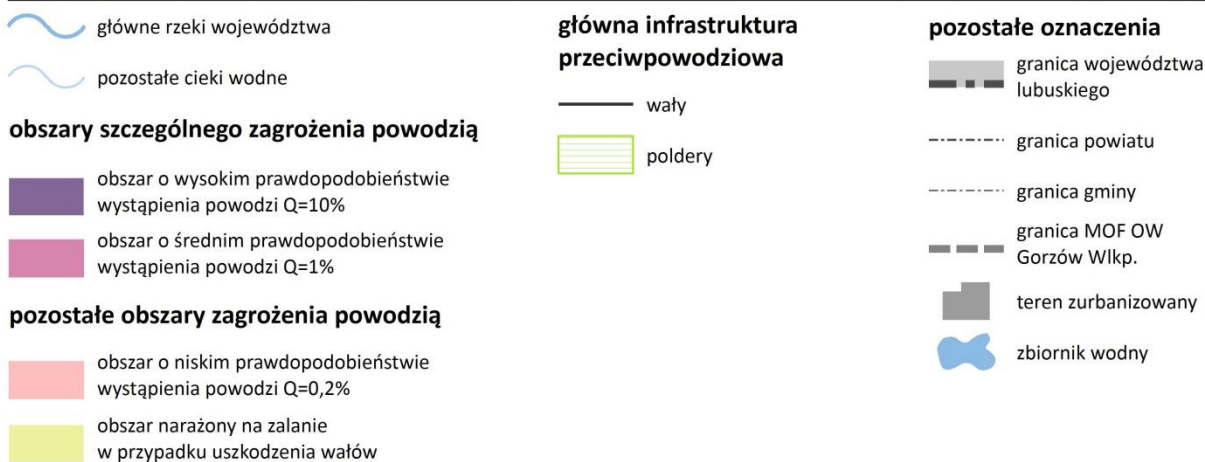 główne rzeki województwa
pozostałe cieki wodne
obszary szczególnego zagrożenia powodzią
obszar o wysokim prawdopodobieństwie
wystąpienia powodzi Q=10%
obszar o średnim prawdopodobieństwie
wystąpienia powodzi Q=1%
pozostałe obszary zagrożenia powodzią
obszar o niskim prawdopodobieństwie
wystąpienia powodzi Q=0,2%
obszar narażony na zalanie
w przypadku uszkodzenia wałów
główna infrastruktura
przeciwpowodziowa
wały
poldery
pozostałe oznaczenia
granica województwa
lubuskiego
granica powiatu
granica gminy
granica MOF OW
Gorzów Wlkp.
teren zurbanizowany
zbiornik wodny